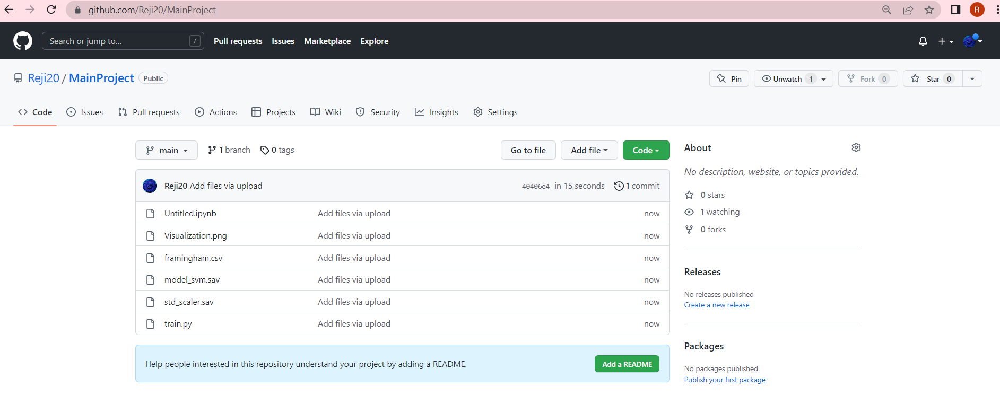 github.com/Reji20/MainProject
R
Search or jump to... /
Pull requests Issues Marketplace Explore
Reji20 / MainProject Public
Pin Unwatch 1 Fork 0 Star 0
Code Issues Pull requests Actions Projects Wiki Security Insights Settings
main 1 branch 0 tags Go to file Add file Code
Reji20 Add files via upload 40406e4 in 15 seconds 1 commit
Untitled.ipynb Add files via upload now
Visualization.png Add files via upload now
framingham.csv Add files via upload now
model_svm.sav Add files via upload now
std_scaler.sav Add files via upload now
train.py Add files via upload now
Help people interested in this repository understand your project by adding a README. Add a README
About
No description, website, or topics provided.
0 stars
1 watching
0 forks
Releases
No releases published
Create a new release
Packages
No packages published
Publish your first package